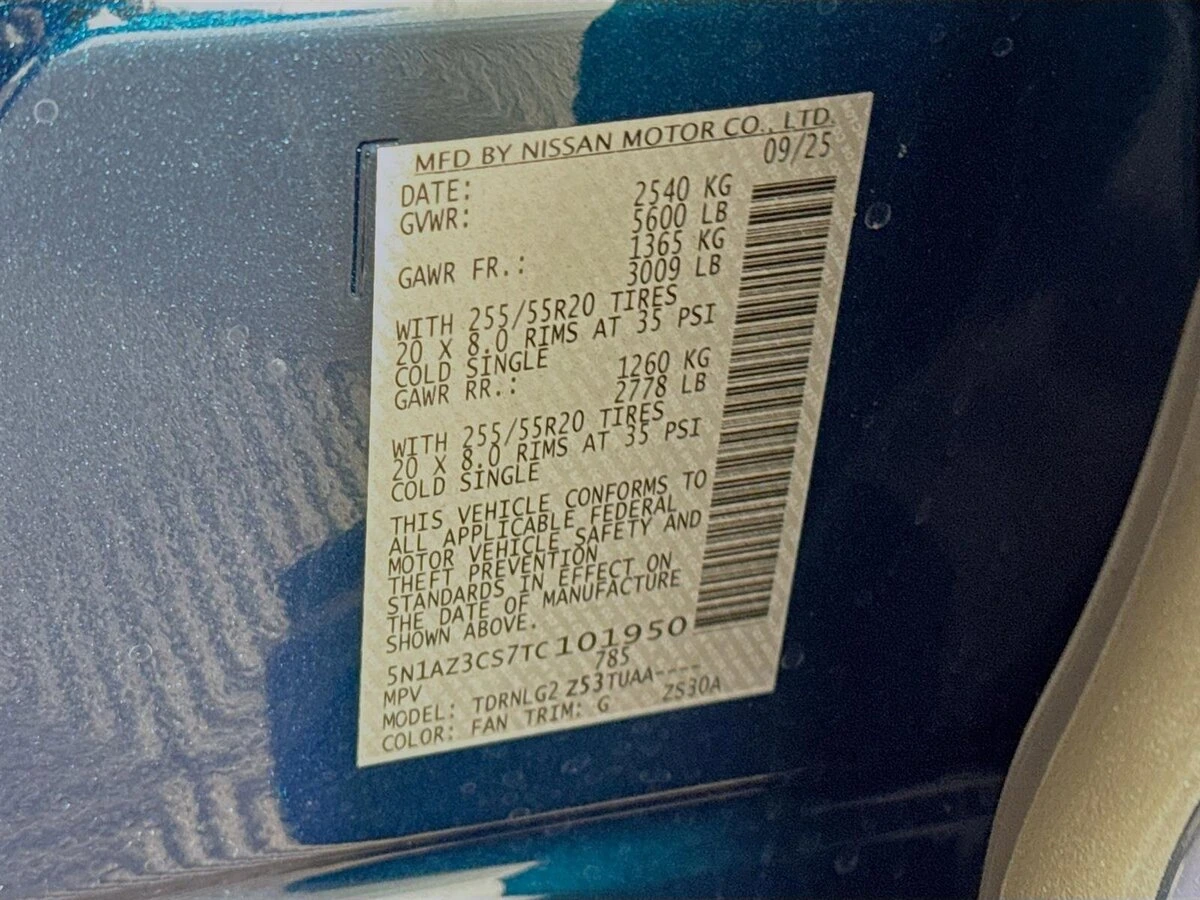 MFD BY NISSAN MOTOR CO., LTD.
09/25
DATE:
GVWR: 2540 KG
5600 LB
1365 KG
GAWR FR.: 3009 LB
WITH 255/55R20 TIRES
20 X 8.0 RIMS AT 35 PSI
COLD SINGLE
1260 KG
GAWR RR.: 2778 LB
WITH 255/55R20 TIRES
20 X 8.0 RIMS AT 35 PSI
COLD SINGLE
THIS VEHICLE CONFORMS TO
ALL APPLICABLE FEDERAL
MOTOR VEHICLE SAFETY AND
THEFT PREVENTION
STANDARDS IN EFFECT ON
THE DATE OF MANUFACTURE
SHOWN ABOVE.
5N1AZ3CS7TC101950
MPV 785
MODEL: TDRNLG2 Z53TUAA----
COLOR: FAN TRIM: G ZS30A